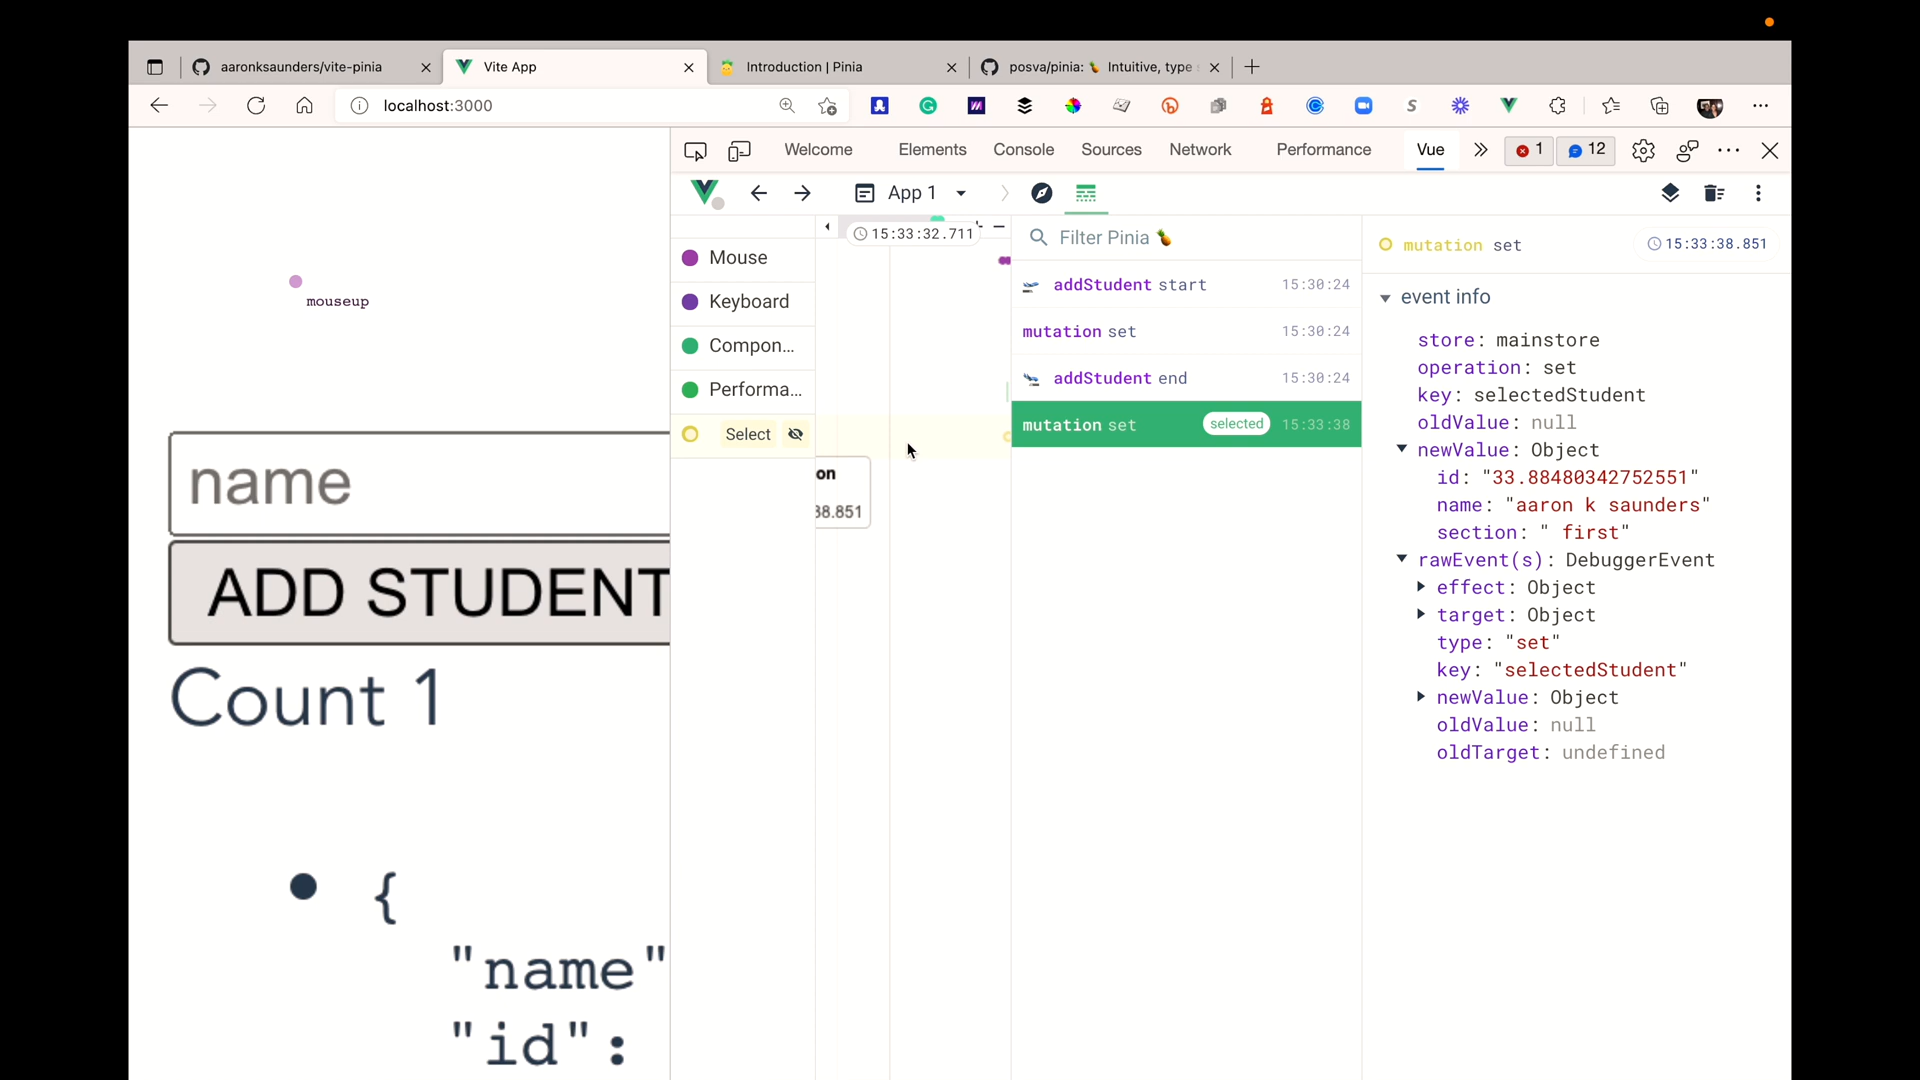 aaronksaunders/vite-pinia
Vite App
Introduction | Pinia
posva/pinia: 🍍 Intuitive, type
localhost:3000
Welcome
Elements
Console
Sources
Network
Performance
Vue
1
12
App 1
15:33:32.711
Mouse
Keyboard
Compon...
Performa...
Select
on
38.851
Filter Pinia 🍍
addStudent start 15:30:24
mutation set 15:30:24
addStudent end 15:30:24
mutation set selected 15:33:38
mutation set 15:33:38.851
event info
store: mainstore
operation: set
key: selectedStudent
oldValue: null
newValue: Object
id: "33.88480342752551"
name: "aaron k saunders"
section: " first"
rawEvent(s): DebuggerEvent
effect: Object
target: Object
type: "set"
key: "selectedStudent"
newValue: Object
oldValue: null
oldTarget: undefined
mouseup
name
ADD STUDENT
Count 1
{
"name"
"id":